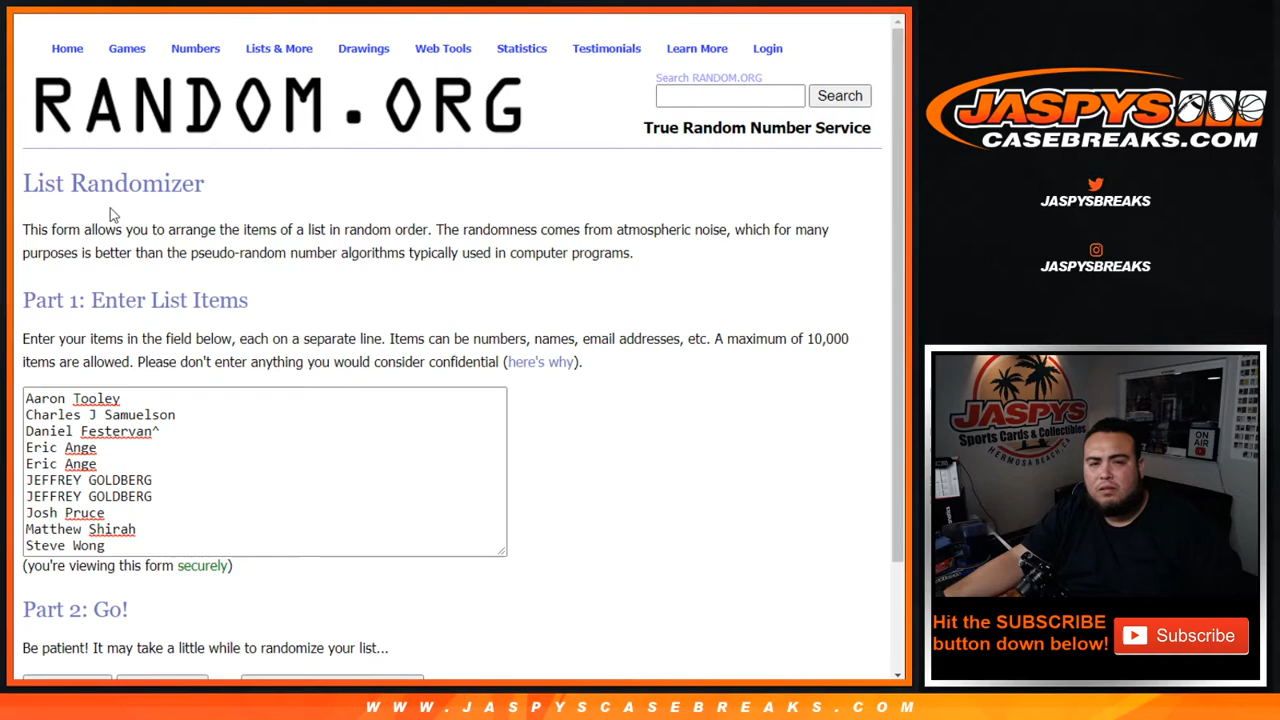 Home Games Numbers Lists & More Drawings Web Tools Statistics Testimonials Learn More Login
RANDOM.ORG
Search RANDOM.ORG
Search
True Random Number Service
List Randomizer
This form allows you to arrange the items of a list in random order. The randomness comes from atmospheric noise, which for many
purposes is better than the pseudo-random number algorithms typically used in computer programs.
Part 1: Enter List Items
Enter your items in the field below, each on a separate line. Items can be numbers, names, email addresses, etc. A maximum of 10,000
items are allowed. Please don't enter anything you would consider confidential (here's why).
Aaron Tooley
Charles J Samuelson
Daniel Festervan^
Eric Ange
Eric Ange
JEFFREY GOLDBERG
JEFFREY GOLDBERG
Josh Pruce
Matthew Shirah
Steve Wong
(you're viewing this form securely)
Part 2: Go!
Be patient! It may take a little while to randomize your list...
JASPYS
CASEBREAKS.COM
JASPYSBREAKS
JASPYSBREAKS
JASPYS
Sports Cards & Collectibles
HERMOSA BEACH, CA
ON AIR
Hit the SUBSCRIBE
button down below!
Subscribe
WWW.JASPYSCASEBREAKS.COM